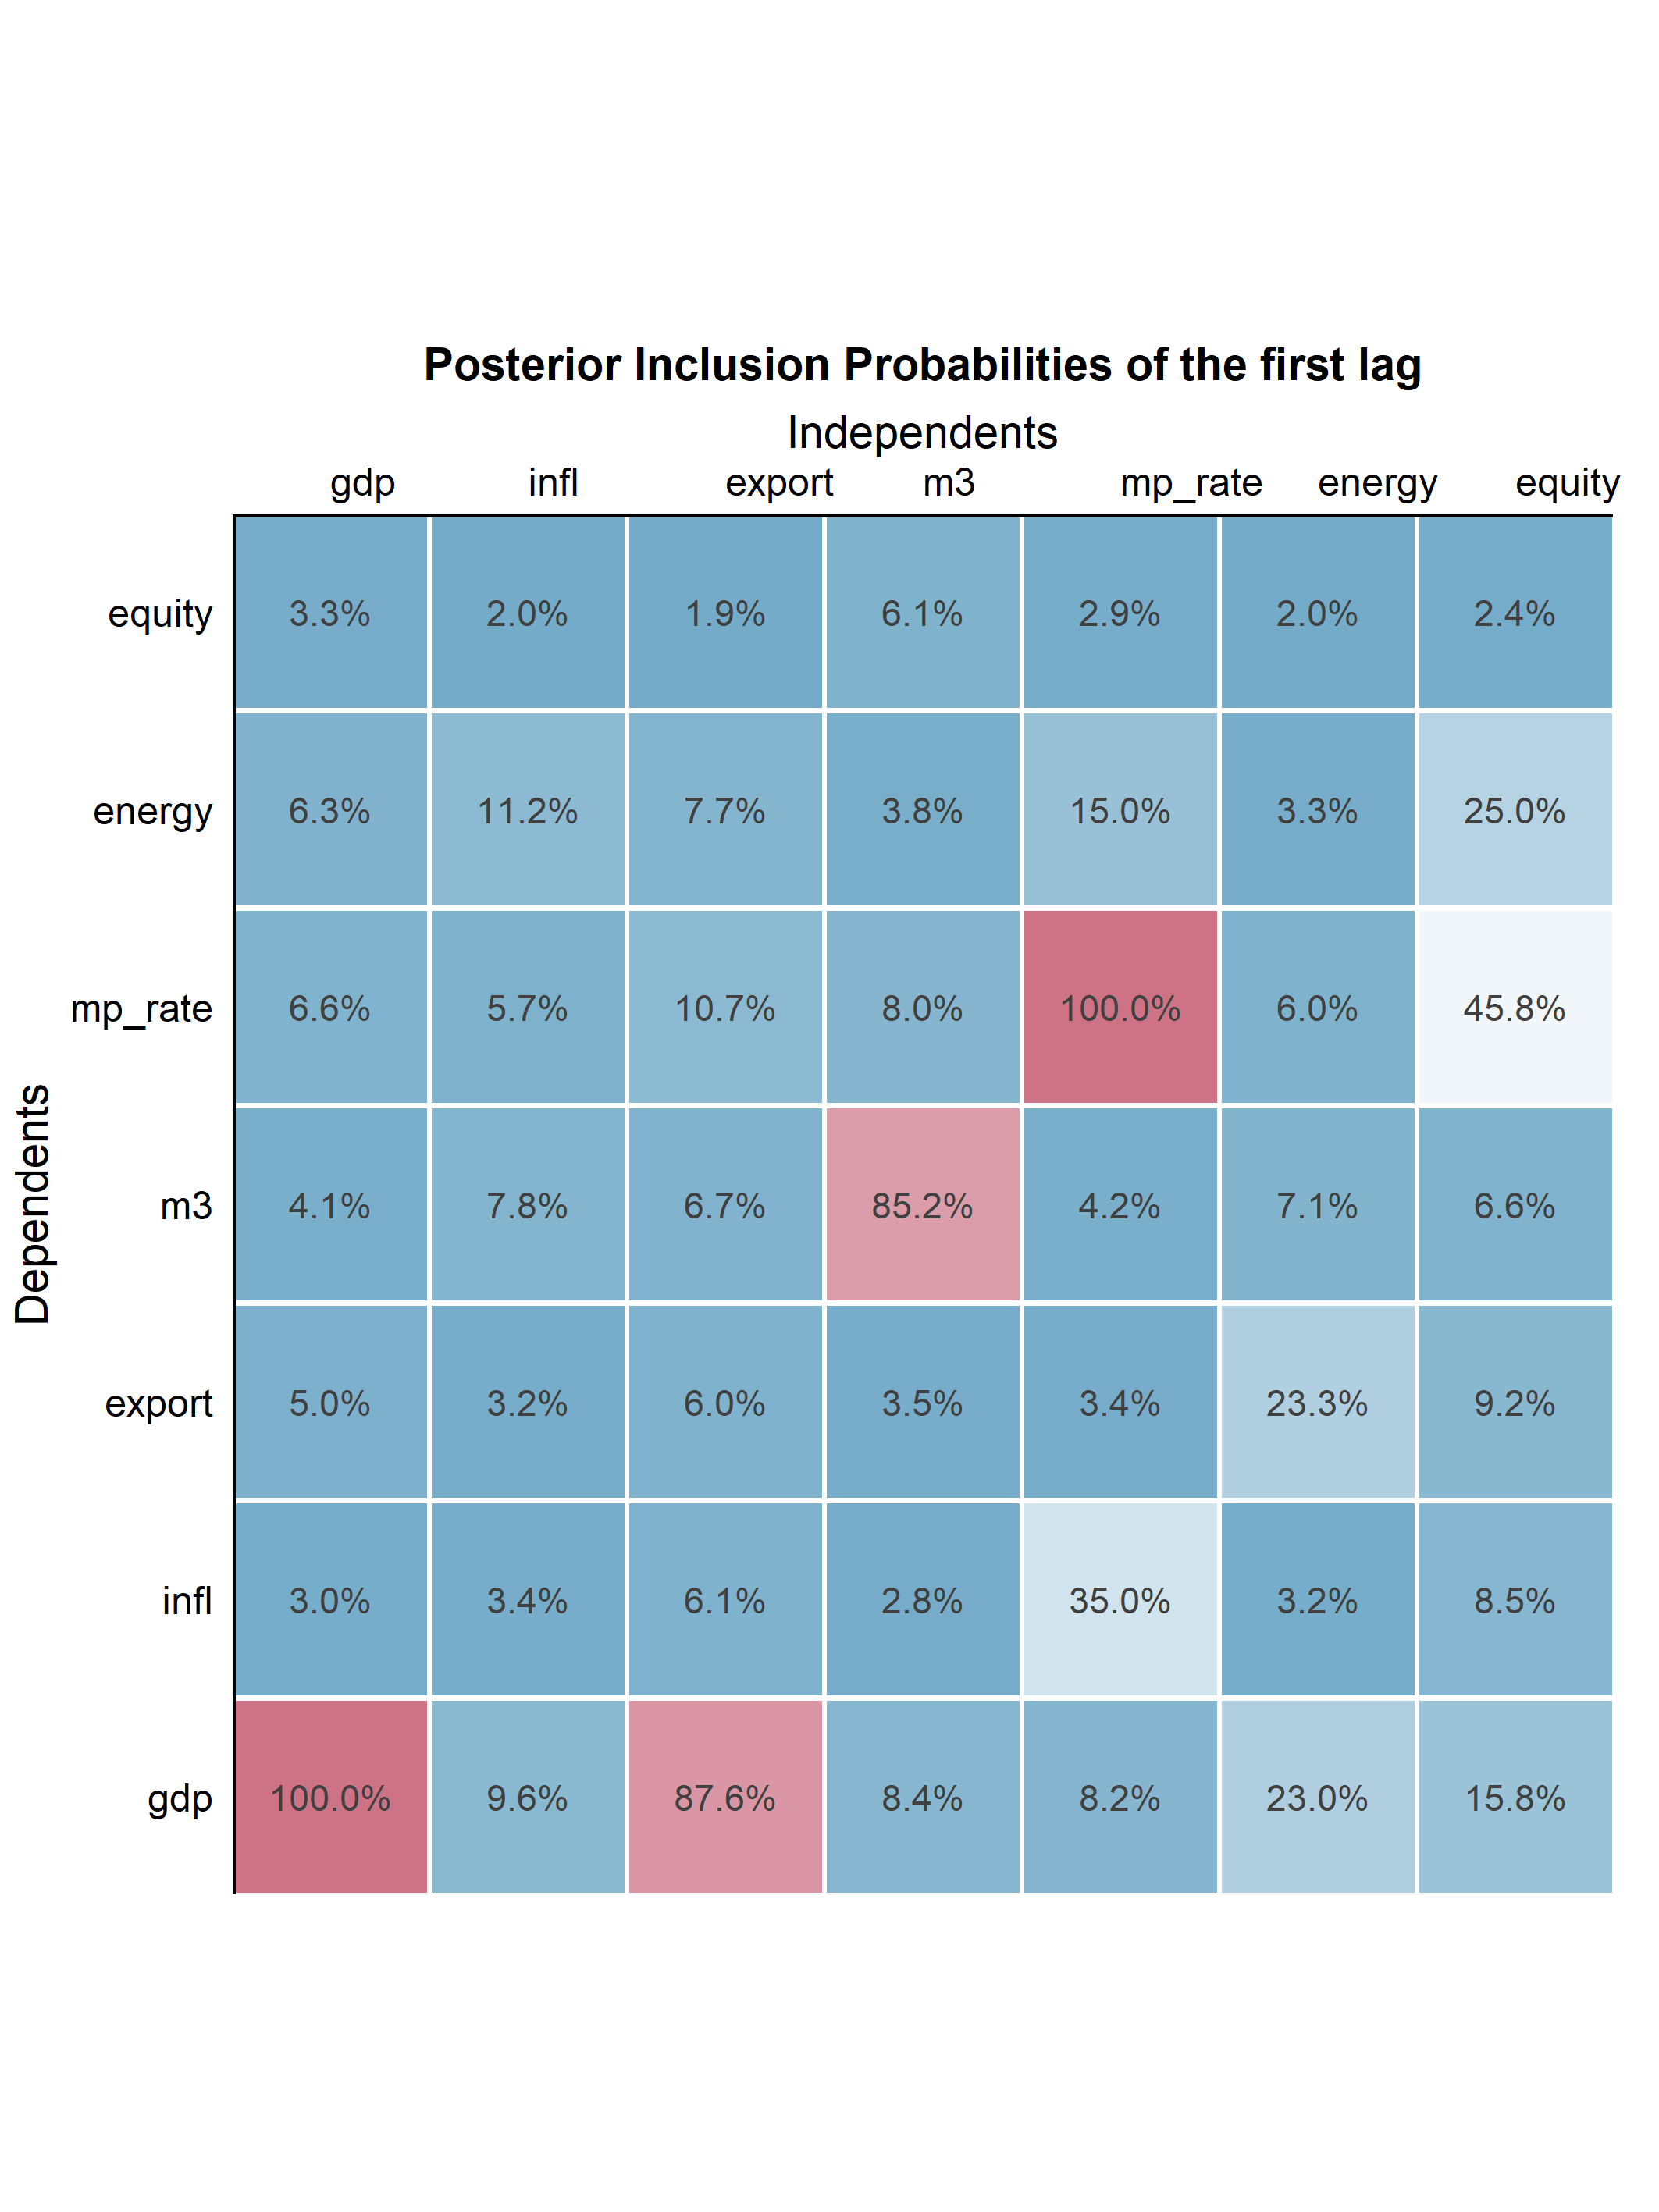 Posterior Inclusion Probabilities of the first lag
Independents
gdp infl export m3 mp_rate energy equity
equity 3.3% 2.0% 1.9% 6.1% 2.9% 2.0% 2.4%
energy 6.3% 11.2% 7.7% 3.8% 15.0% 3.3% 25.0%
mp_rate 6.6% 5.7% 10.7% 8.0% 100.0% 6.0% 45.8%
m3 4.1% 7.8% 6.7% 85.2% 4.2% 7.1% 6.6%
export 5.0% 3.2% 6.0% 3.5% 3.4% 23.3% 9.2%
infl 3.0% 3.4% 6.1% 2.8% 35.0% 3.2% 8.5%
gdp 100.0% 9.6% 87.6% 8.4% 8.2% 23.0% 15.8%
Dependents